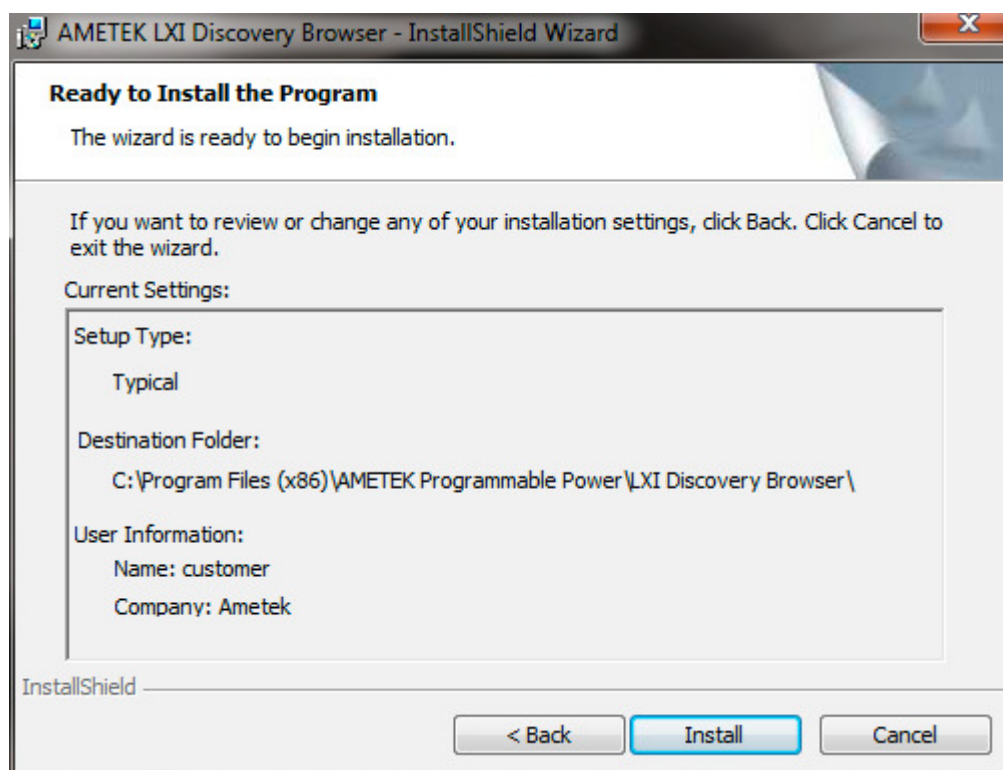 AMETEK LXI Discovery Browser - InstallShield Wizard
X
Ready to Install the Program
The wizard is ready to begin installation.
If you want to review or change any of your installation settings, click Back. Click Cancel to
exit the wizard.
Current Settings:
Setup Type:
Typical
Destination Folder:
C:\Program Files (x86)\AMETEK Programmable Power\LXI Discovery Browser\
User Information:
Name: customer
Company: Ametek
InstallShield
< Back
Install
Cancel